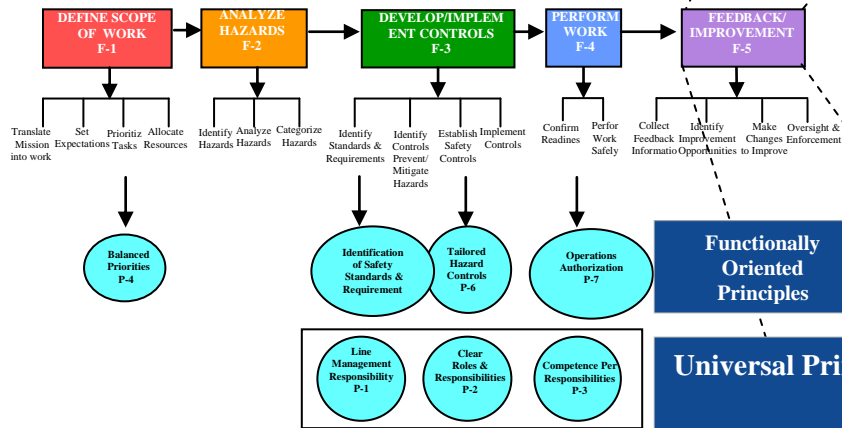 DEFINE SCOPE
OF WORK
F-1
ANALYZE
HAZARDS
F-2
DEVELOP/IMPLEM
ENT CONTROLS
F-3
PERFORM
WORK
F-4
FEEDBACK/
IMPROVEMENT
F-5
Translate
Mission
into work
Set
Expectations
Prioritiz
Tasks
Allocate
Resources
Identify
Hazards
Analyze
Hazards
Categorize
Hazards
Identify
Standards &
Requirements
Identify
Controls
Prevent/
Mitigate
Hazards
Establish
Safety
Controls
Implement
Controls
Confirm
Readines
Perfor
Work
Safely
Collect
Feedback
Informatio
Identify
Improvement
Opportunities
Make
Changes
to Improve
Oversight &
Enforcement
Balanced
Priorities
P-4
Identification
of Safety
Standards &
Requirement
Tailored
Hazard
Controls
P-6
Operations
Authorization
P-7
Functionally
Oriented
Principles
Line
Management
Responsibility
P-1
Clear
Roles &
Responsibilities
P-2
Competence Per
Responsibilities
P-3
Universal Prin